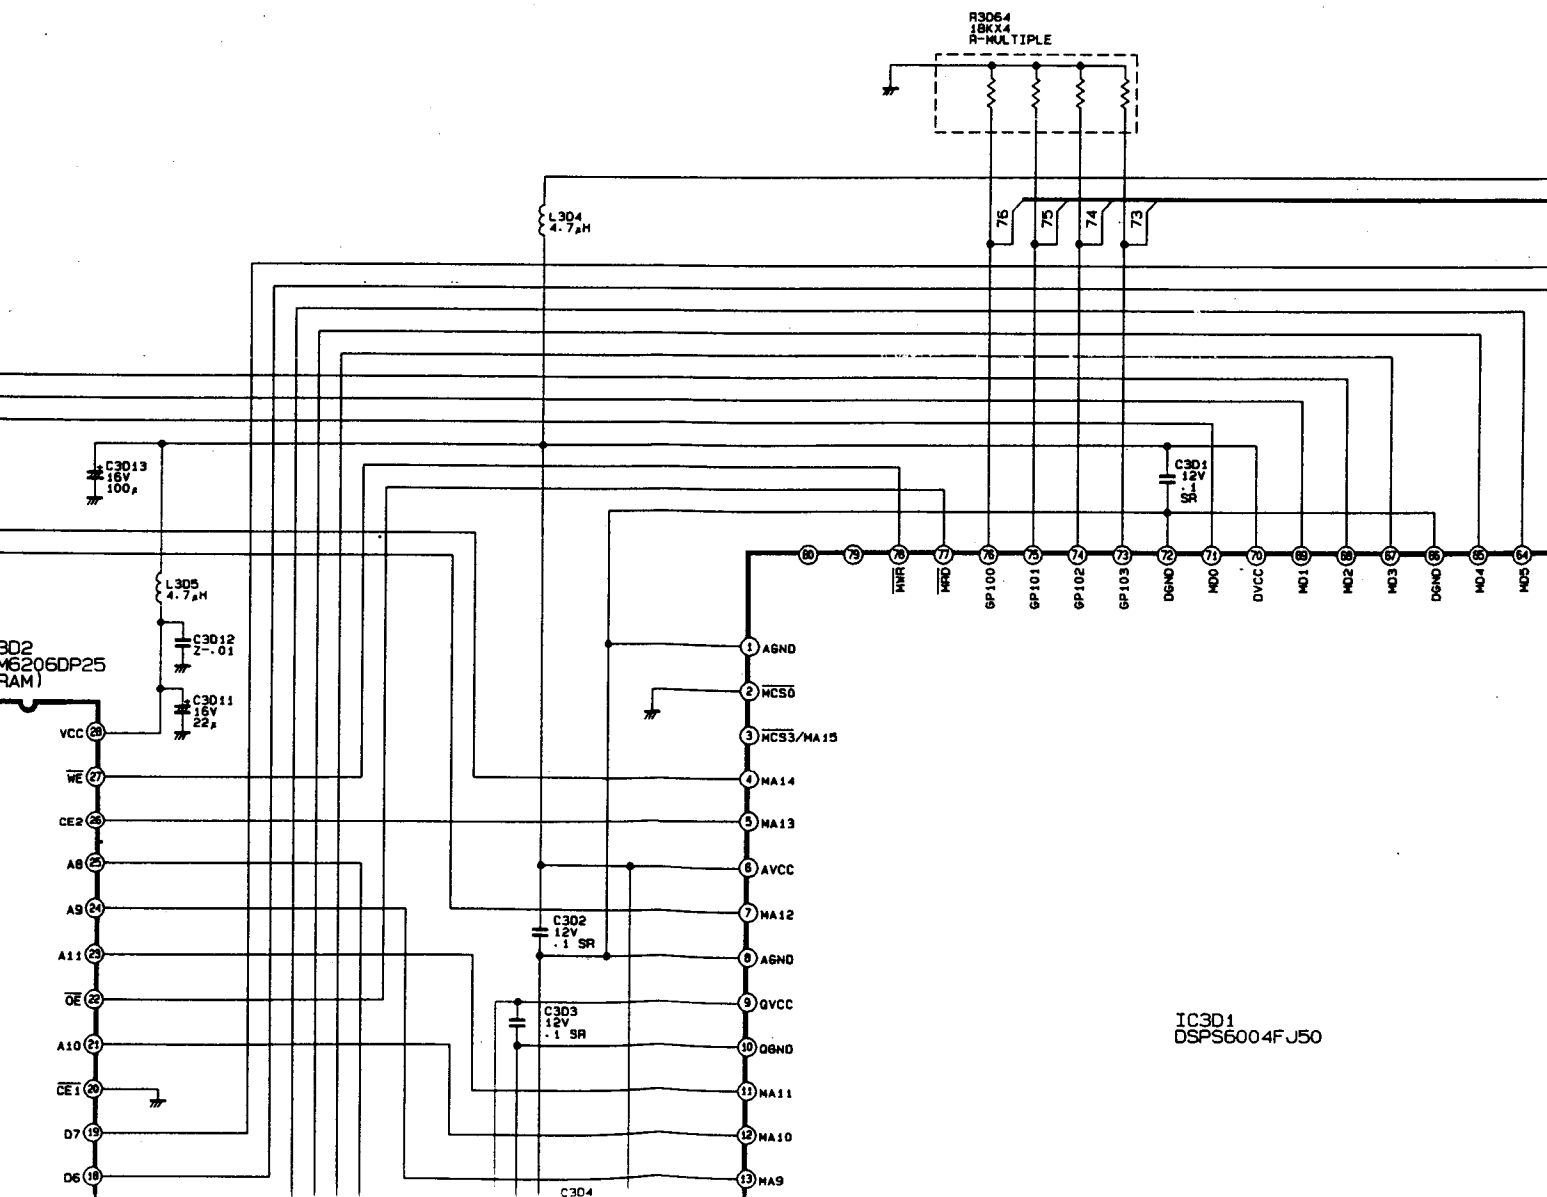 R3D64
18KX4
R-MULTIPLE
L3D4
4.7μH
76
75
74
73
C3D13
16V
100μ
C3D1
12V
.1
SR
80 79 78 77 76 75 74 73 72 71 70 69 68 67 66 65 64
MWR MRD GP100 GP101 GP102 GP103 DGND MD0 DVCC MD1 MD2 MD3 DGND MD4 MD5
L3D5
4.7μH
C3D12
Z-.01
3D2
M6206DP25
RAM)
C3D11
16V
22μ
1 AGND
2 MCS0
3 MCS3/MA15
4 MA14
5 MA13
6 AVCC
7 MA12
8 AGND
9 QVCC
10 QGND
11 MA11
12 MA10
13 MA9
VCC 28
WE 27
CE2 26
A8 25
A9 24
A11 23
OE 22
A10 21
CE1 20
D7 19
D6 18
C3D2
12V
.1 SR
C3D3
12V
.1 SR
C3D4
IC3D1
DSPS6004FJ50